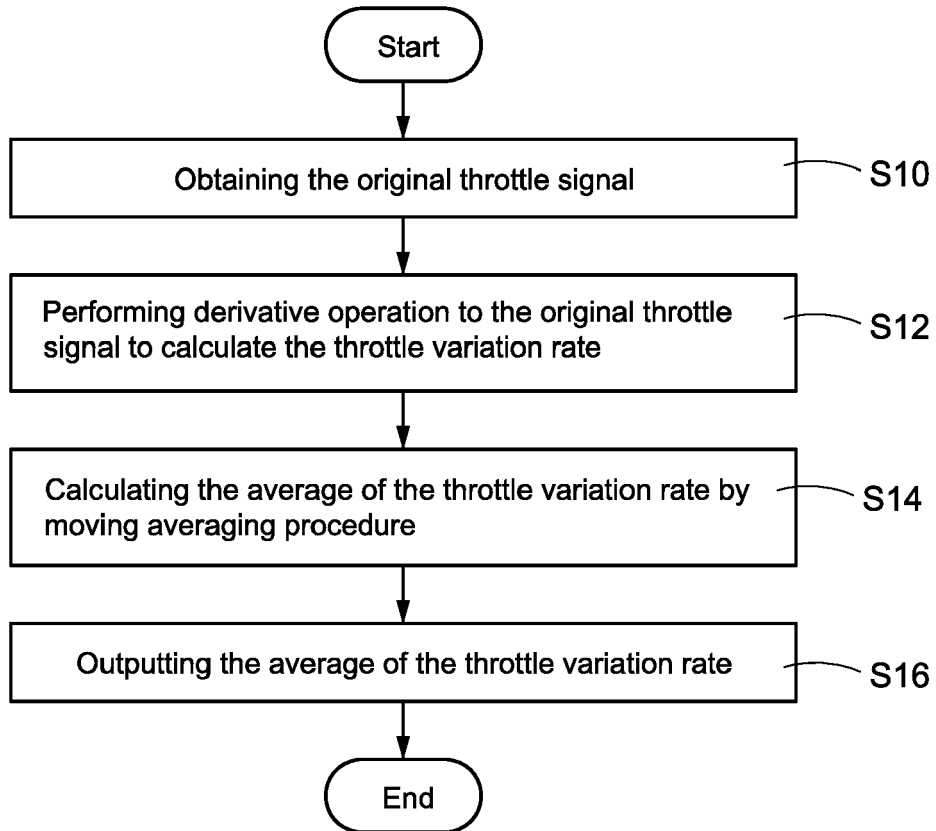 Start
Obtaining the original throttle signal
S10
Performing derivative operation to the original throttle
signal to calculate the throttle variation rate
S12
Calculating the average of the throttle variation rate by
moving averaging procedure
S14
Outputting the average of the throttle variation rate
S16
End